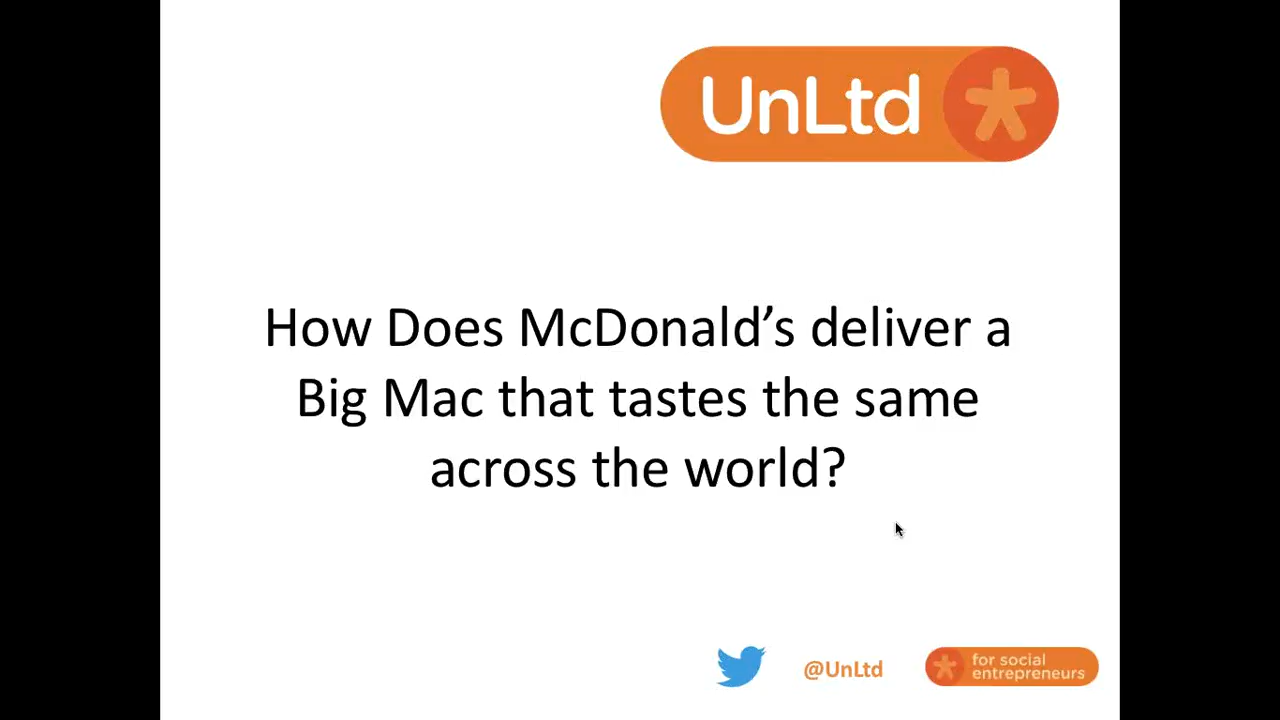 UnLtd
How Does McDonald’s deliver a
Big Mac that tastes the same
across the world?
@UnLtd
for social
entrepreneurs